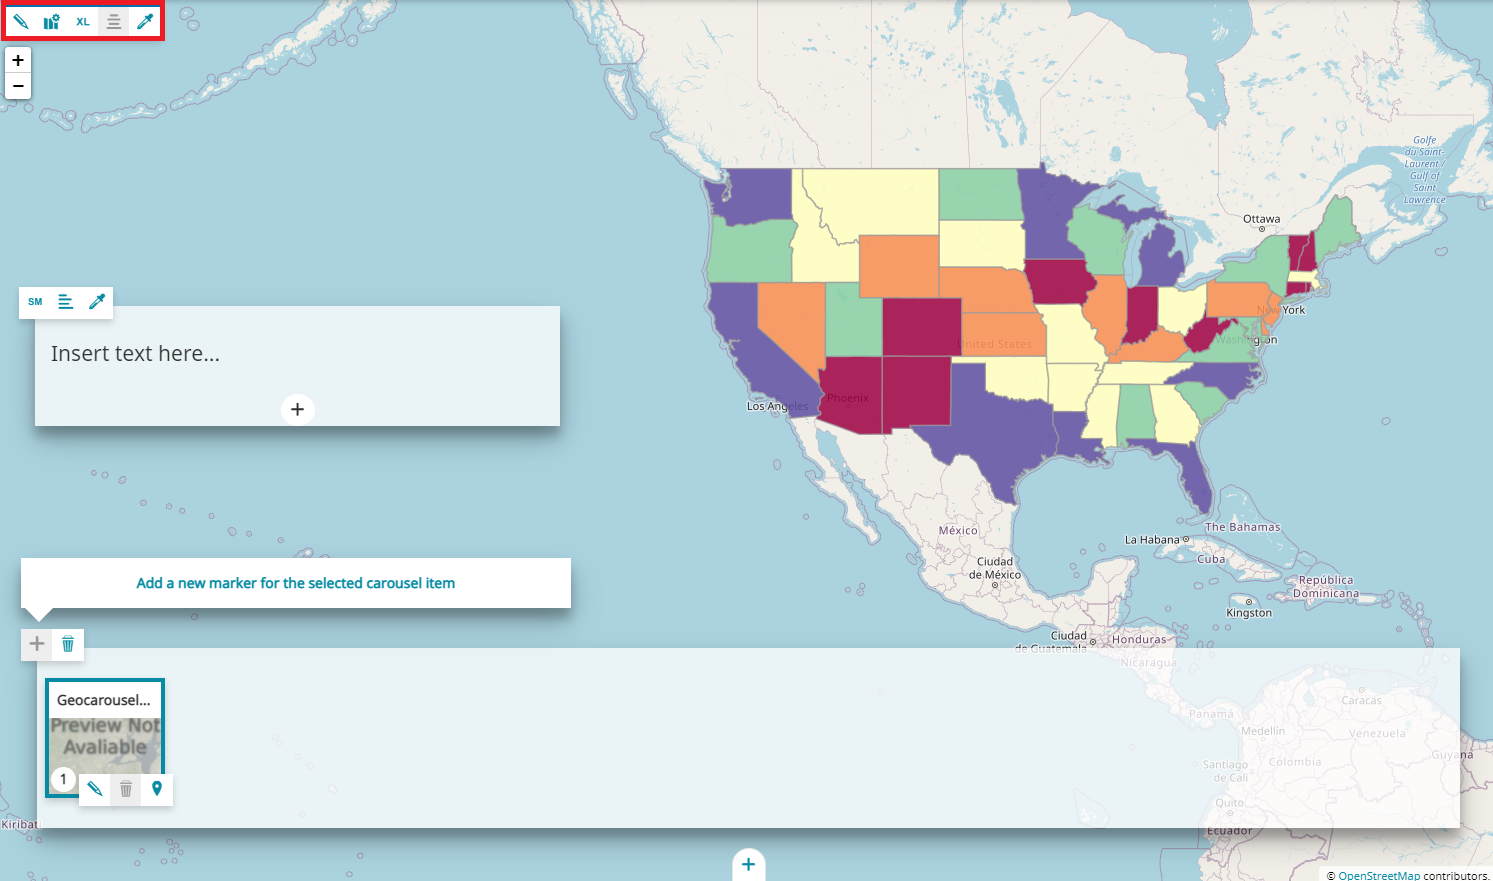 XL
+
−
Golfe
du Saint-
Laurent /
Gulf of
Saint
Lawrence
Ottawa
SM
Insert text here...
+
New York
United States
Washington
Los Angeles
Phoenix
México
The Bahamas
La Habana
Cuba
Ciudad
de México
República
Dominicana
Kingston
Add a new marker for the selected carousel item
Ciudad
de Guatemala
Honduras
Nicaragua
Geocarousel...
Preview Not
Avaliable
1
Caracas
Panamá
Medellín
Venezuela
Guyana
Santiago
de Cali
Colombia
Quito
Kiribati
Ecuador
+
© OpenStreetMap contributors.